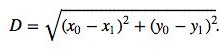 D = √((x₀ − x₁)² + (y₀ − y₁)².